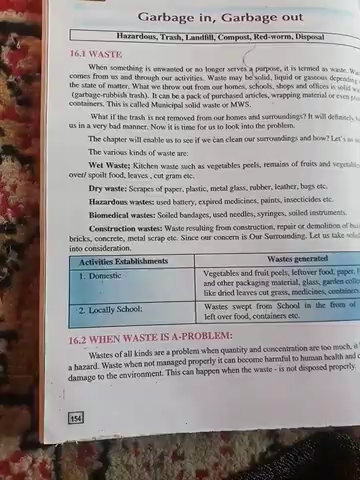 Garbage in, Garbage out
Hazardous, Trash, Landfill, Compost, Red-worm, Disposal
16.1 WASTE
When something is unwanted or no longer serves a purpose, it is termed as waste.
comes from us and through our activities. Waste may be solid, liquid or gaseous depending
the state of matter. What we throw out from our homes, schools, shops and offices is solid
(garbage-rubbish trash). It can be a pack of purchased articles, wrapping material or even
containers. This is called Municipal solid waste or MWS.
What if the trash is not removed from our homes and surroundings? It will definitely
us in a very bad manner. Now it is time for us to look into the problem.
The chapter will enable us to see if we can clean our surroundings and how? Let's
The various kinds of waste are:
Wet Waste; Kitchen waste such as vegetables peels, remains of fruits and
over/ spoilt food, leaves , cut gram etc.
Dry waste: Scrapes of paper, plastic, metal glass, rubber, leather, bags etc.
Hazardous wastes: used battery, expired medicines, paints, insecticides etc.
Biomedical wastes: Soiled bandages, used needles, syringes, soiled instruments.
Construction wastes: Waste resulting from construction, repair or demolition of
bricks, concrete, metal scrap etc. Since our concern is Our Surrounding. Let us take
into consideration.
Activities Establishments Wastes generated
1. Domestic Vegetables and fruit peels, leftover food, paper,
and other packaging material, glass, garden
like dried leaves cut grass, medicines,
2. Locally School; Wastes swept from School in the from of
left over food, containers etc.
16.2 WHEN WASTE IS A-PROBLEM:
Wastes of all kinds are a problem when quantity and concentration are too much, it
a hazard. Waste when not managed properly it can become harmful to human health and
damage to the environment. This can happen when the waste - is not disposed properly.
154